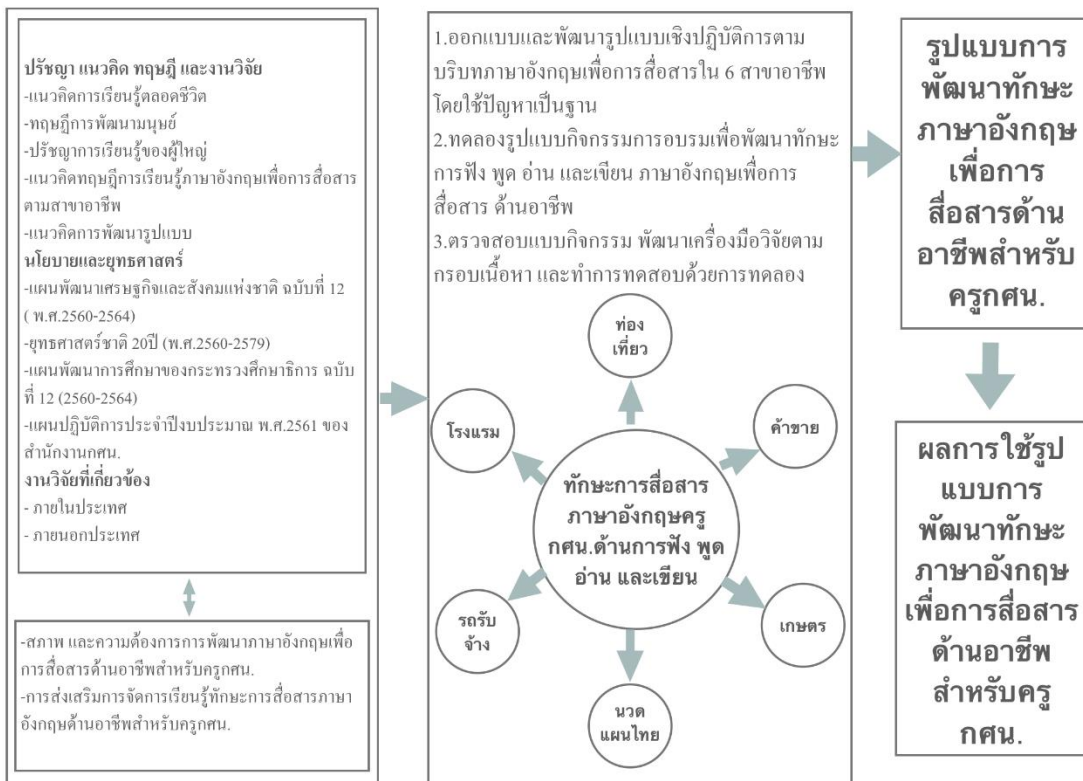 ปรัชญา แนวคิด ทฤษฎี และงานวิจัย
-แนวคิดการเรียนรู้ตลอดชีวิต
-ทฤษฎีการพัฒนามนุษย์
-ปรัชญาการเรียนรู้ของผู้ใหญ่
-แนวคิดทฤษฎีการเรียนรู้ภาษาอังกฤษเพื่อการสื่อสาร
ตามสาขาอาชีพ
-แนวคิดการพัฒนารูปแบบ
นโยบายและยุทธศาสตร์
-แผนพัฒนาเศรษฐกิจและสังคมแห่งชาติ ฉบับที่ 12
( พ.ศ.2560-2564)
-ยุทธศาสตร์ชาติ 20ปี (พ.ศ.2560-2579)
-แผนพัฒนาการศึกษาของกระทรวงศึกษาธิการ ฉบับ
ที่ 12 (2560-2564)
-แผนปฏิบัติการประจำปีงบประมาณ พ.ศ.2561 ของ
สำนักงานกศน.
งานวิจัยที่เกี่ยวข้อง
- ภายในประเทศ
- ภายนอกประเทศ
-สภาพ และความต้องการการพัฒนาภาษาอังกฤษเพื่อ
การสื่อสารด้านอาชีพสำหรับครูกศน.
-การส่งเสริมการจัดการเรียนรู้ทักษะการสื่อสารภาษา
อังกฤษด้านอาชีพสำหรับครูกศน.
1.ออกแบบและพัฒนารูปแบบเชิงปฏิบัติการตาม
บริบทภาษาอังกฤษเพื่อการสื่อสารใน 6 สาขาอาชีพ
โดยใช้ปัญหาเป็นฐาน
2.ทดลองรูปแบบกิจกรรมการอบรมเพื่อพัฒนาทักษะ
การฟัง พูด อ่าน และเขียน ภาษาอังกฤษเพื่อการ
สื่อสาร ด้านอาชีพ
3.ตรวจสอบแบบกิจกรรม พัฒนาเครื่องมือวิจัยตาม
กรอบเนื้อหา และทำการทดสอบด้วยการทดลอง
ท่อง
เที่ยว
โรงแรม
ค้าขาย
ทักษะการสื่อสาร
ภาษาอังกฤษครู
กศน.ด้านการฟัง พูด
อ่าน และเขียน
รถรับ
จ้าง
เกษตร
นวด
แผนไทย
รูปแบบการ
พัฒนาทักษะ
ภาษาอังกฤษ
เพื่อการ
สื่อสารด้าน
อาชีพสำหรับ
ครูกศน.
ผลการใช้รูป
แบบการ
พัฒนาทักษะ
ภาษาอังกฤษ
เพื่อการสื่อสาร
ด้านอาชีพ
สำหรับครู
กศน.